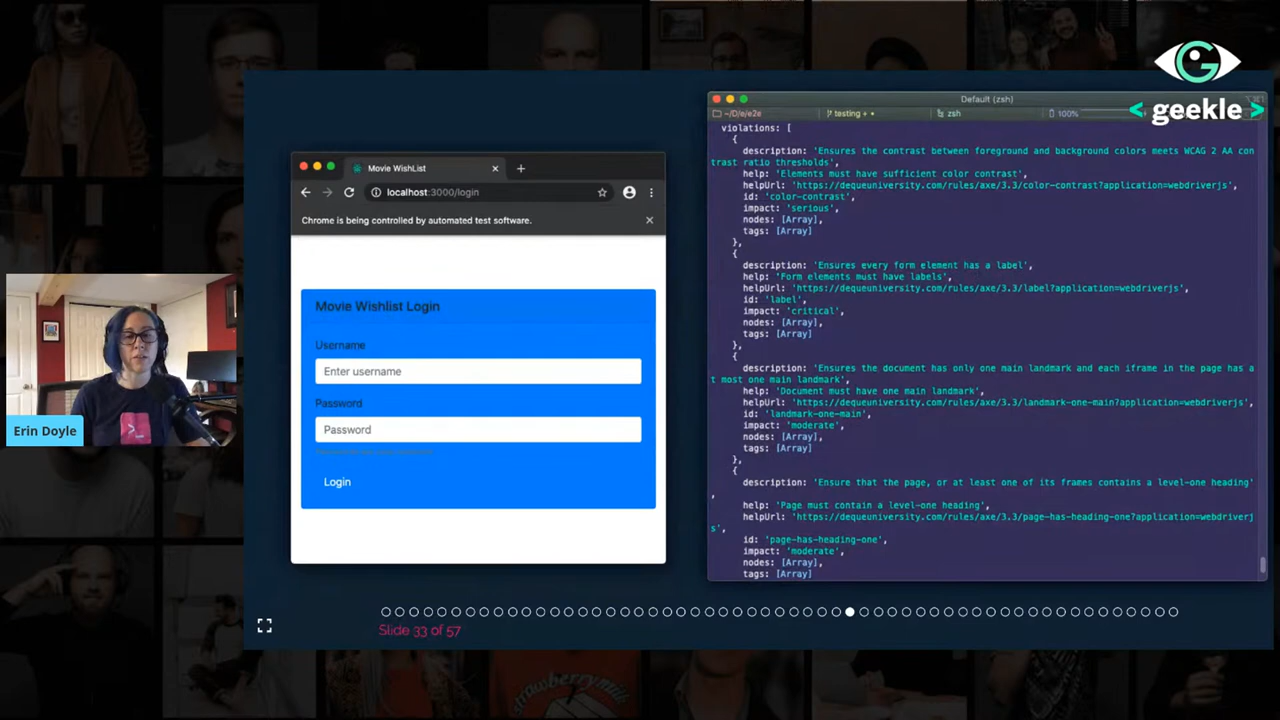 < geekle >
Movie WishList
localhost:3000/login
Chrome is being controlled by automated test software.
Movie Wishlist Login
Username
Enter username
Password
Password
Login
Default (zsh)
~/D/e/e2e
testing + •
zsh
100%
violations: [
{
description: 'Ensures the contrast between foreground and background colors meets WCAG 2 AA con
trast ratio thresholds',
help: 'Elements must have sufficient color contrast',
helpUrl: 'https://dequeuniversity.com/rules/axe/3.3/color-contrast?application=webdriverjs',
id: 'color-contrast',
impact: 'serious',
nodes: [Array],
tags: [Array]
},
{
description: 'Ensures every form element has a label',
help: 'Form elements must have labels',
helpUrl: 'https://dequeuniversity.com/rules/axe/3.3/label?application=webdriverjs',
id: 'label',
impact: 'critical',
nodes: [Array],
tags: [Array]
},
{
description: 'Ensures the document has only one main landmark and each iframe in the page has a
t most one main landmark',
help: 'Document must have one main landmark',
helpUrl: 'https://dequeuniversity.com/rules/axe/3.3/landmark-one-main?application=webdriverjs',
id: 'landmark-one-main',
impact: 'moderate',
nodes: [Array],
tags: [Array]
},
{
description: 'Ensure that the page, or at least one of its frames contains a level-one heading'
,
help: 'Page must contain a level-one heading',
helpUrl: 'https://dequeuniversity.com/rules/axe/3.3/page-has-heading-one?application=webdriverj
s',
id: 'page-has-heading-one',
impact: 'moderate',
nodes: [Array],
tags: [Array]
Erin Doyle
Slide 33 of 57